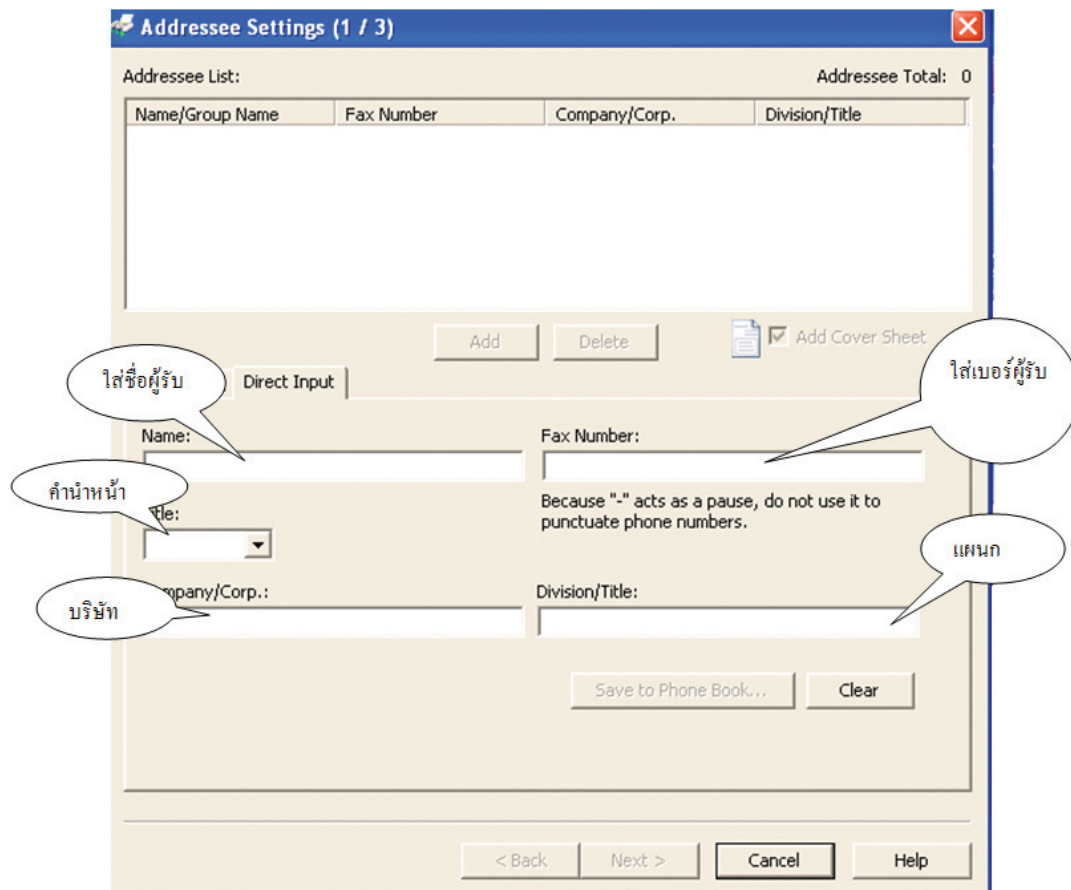 Addressee Settings (1 / 3)
Addressee List:
Addressee Total: 0
Name/Group Name Fax Number Company/Corp. Division/Title
Add Delete Add Cover Sheet
ใส่ชื่อผู้รับ
Direct Input
ใส่เบอร์ผู้รับ
Name:
Fax Number:
คำนำหน้า
Because "-" acts as a pause, do not use it to
punctuate phone numbers.
แผนก
บริษัท
Division/Title:
Save to Phone Book... Clear
< Back Next > Cancel Help